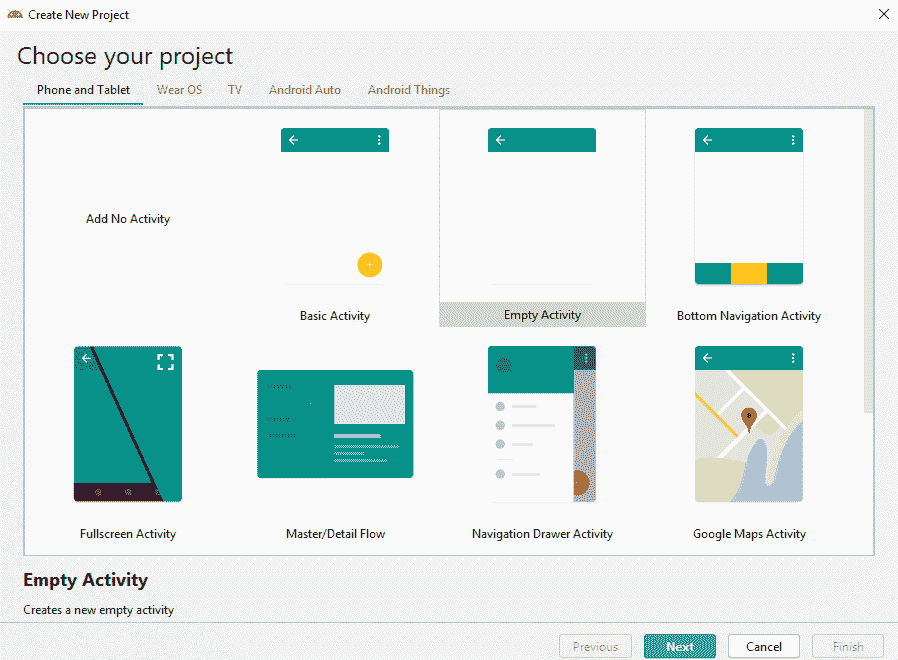 Create New Project
Choose your project
Phone and Tablet
Wear OS
TV
Android Auto
Android Things
Add No Activity
Basic Activity
Empty Activity
Bottom Navigation Activity
Fullscreen Activity
Master/Detail Flow
Navigation Drawer Activity
Google Maps Activity
Empty Activity
Creates a new empty activity
Previous
Next
Cancel
Finish